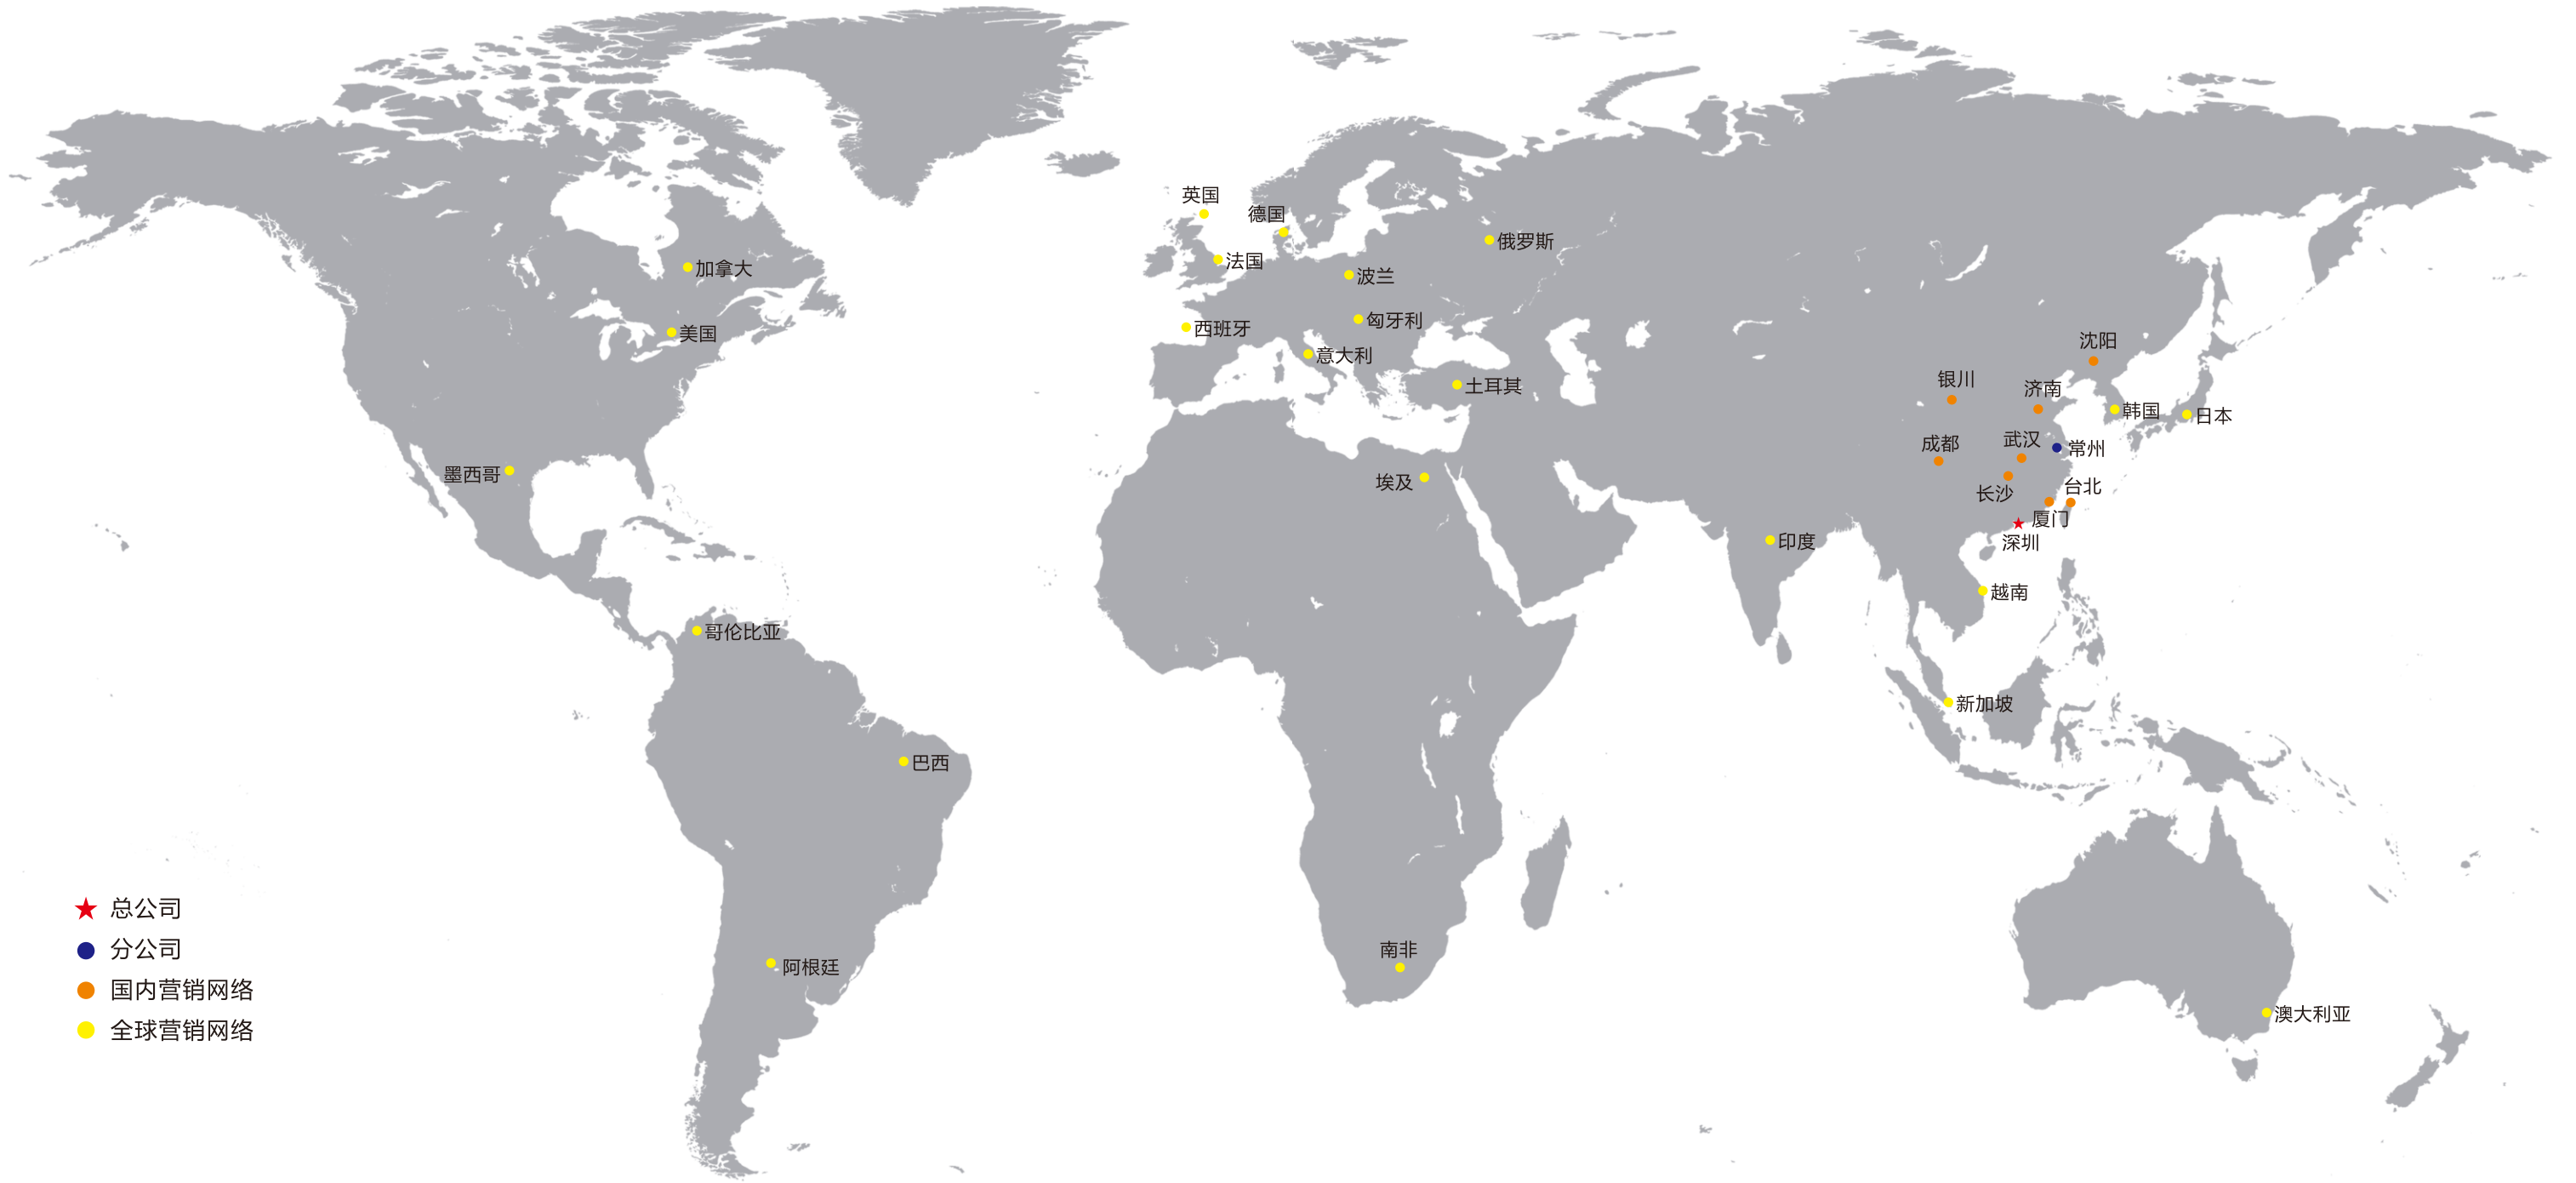 英国
德国
俄罗斯
法国
加拿大
波兰
匈牙利
西班牙
美国
沈阳
意大利
银川
土耳其
济南
韩国
日本
武汉
成都
常州
墨西哥
埃及
台北
长沙
厦门
印度
深圳
越南
哥伦比亚
新加坡
巴西
总公司
分公司
南非
阿根廷
国内营销网络
澳大利亚
全球营销网络